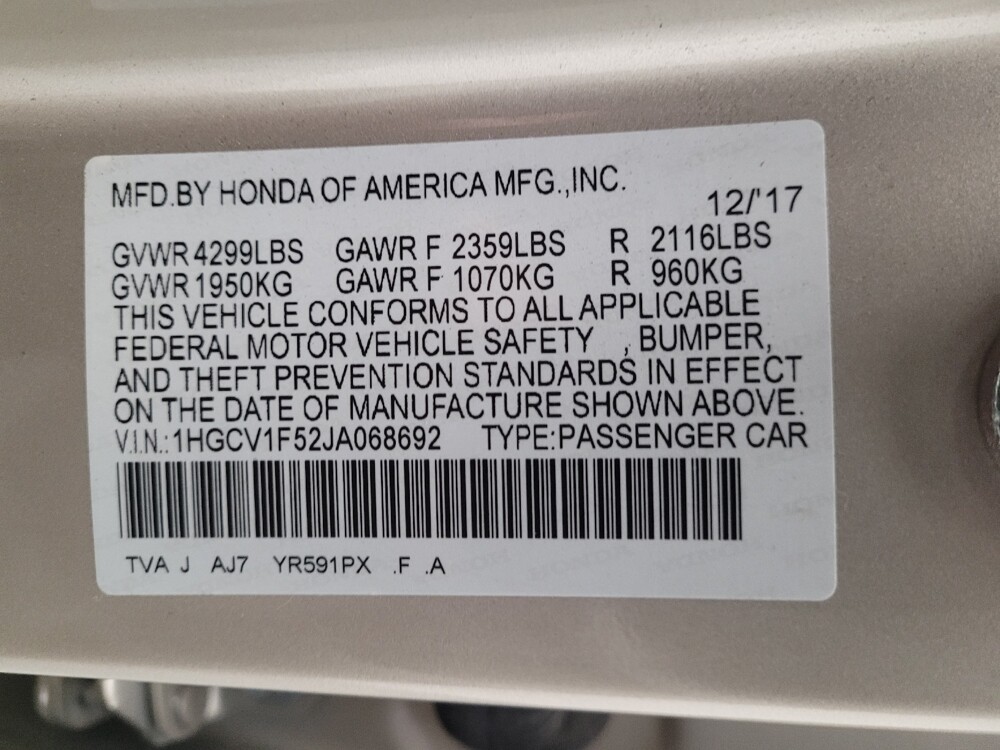 MFD.BY HONDA OF AMERICA MFG.,INC.
12/'17
GVWR 4299LBS GAWR F 2359LBS R 2116LBS
GVWR 1950KG GAWR F 1070KG R 960KG
THIS VEHICLE CONFORMS TO ALL APPLICABLE
FEDERAL MOTOR VEHICLE SAFETY , BUMPER,
AND THEFT PREVENTION STANDARDS IN EFFECT
ON THE DATE OF MANUFACTURE SHOWN ABOVE.
V.I.N.: 1HGCV1F52JA068692 TYPE:PASSENGER CAR
TVA J AJ7 YR591PX .F .A